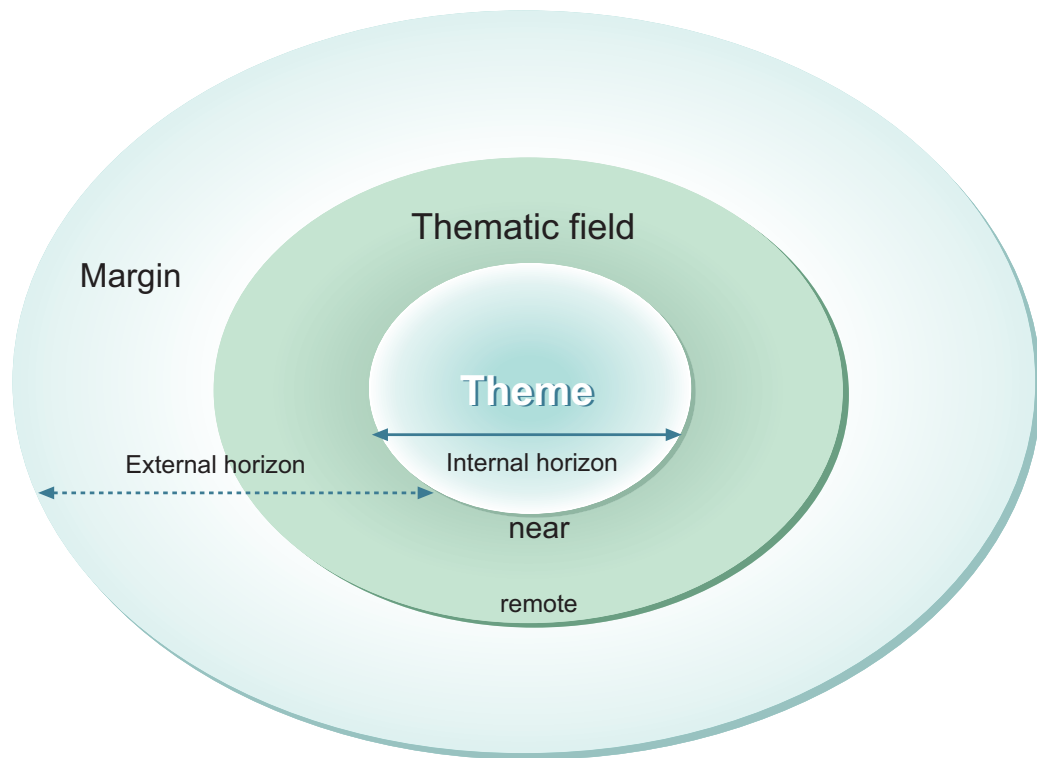 Thematic field
Margin
Theme
External horizon
Internal horizon
near
remote